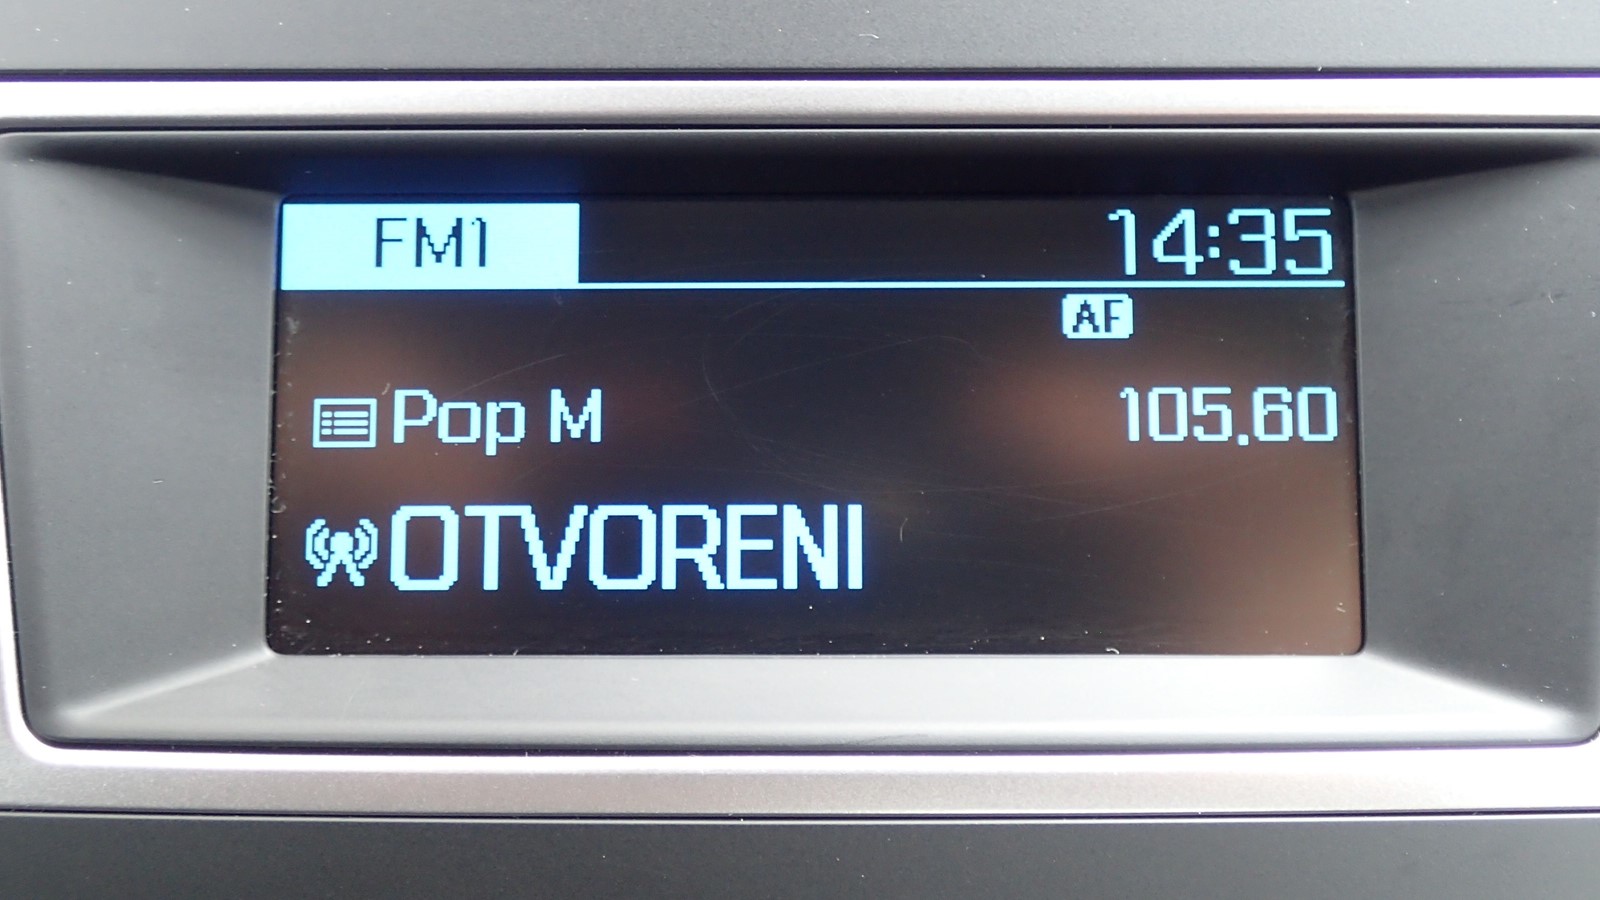 FM1 14:35
AF
Pop M 105.60
OTVORENI